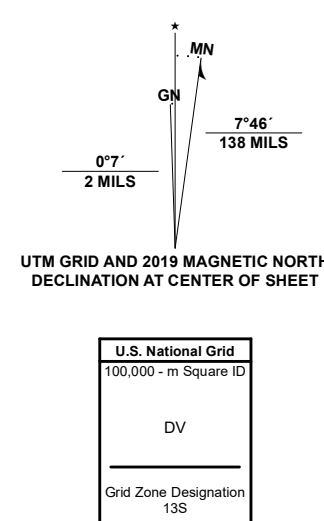 ★
MN
GN
7°46´
138 MILS
0°7´
2 MILS
UTM GRID AND 2019 MAGNETIC NORTH
DECLINATION AT CENTER OF SHEET
U.S. National Grid
100,000 - m Square ID
DV
Grid Zone Designation
13S